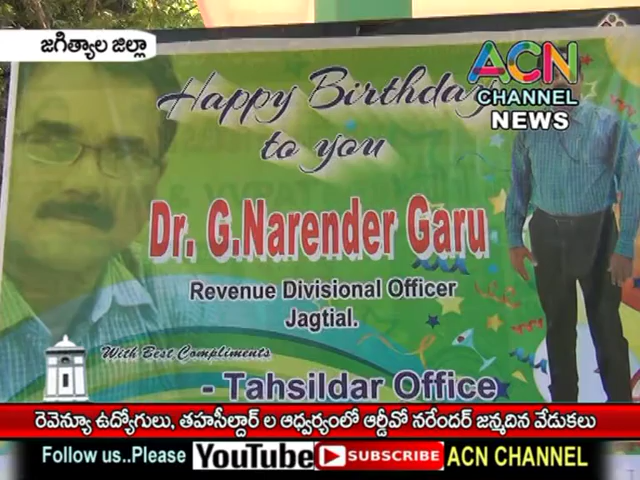 జగిత్యాల జిల్లా
ACN
CHANNEL
NEWS
Happy Birthday
to you
Dr. G.Narender Garu
Revenue Divisional Officer
Jagtial.
With Best Compliments
- Tahsildar Office
రెవెన్యూ ఉద్యోగులు, తహసీల్దార్ ల ఆధ్వర్యంలో ఆర్డీవో నరేందర్ జన్మదిన వేడుకలు
Follow us..Please YouTube SUBSCRIBE ACN CHANNEL